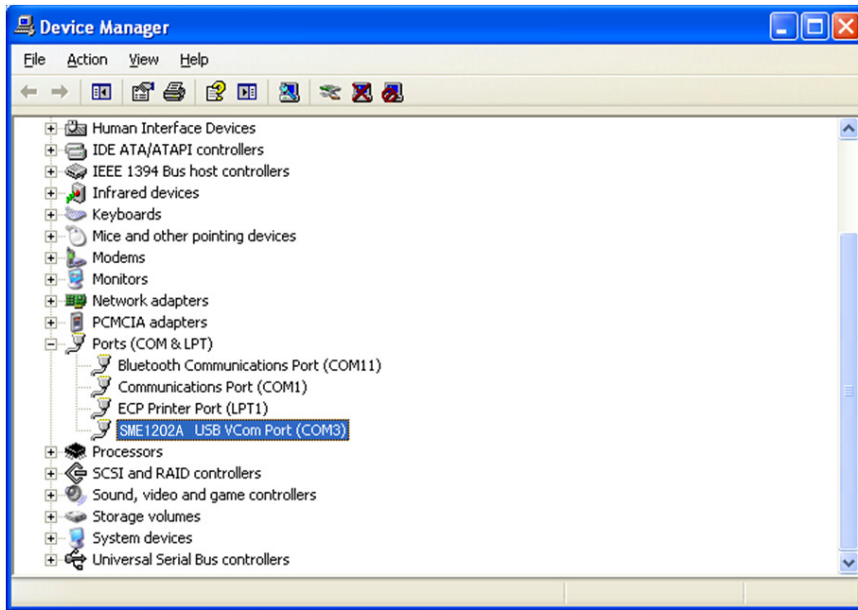 Device Manager
File Action View Help
Human Interface Devices
IDE ATA/ATAPI controllers
IEEE 1394 Bus host controllers
Infrared devices
Keyboards
Mice and other pointing devices
Modems
Monitors
Network adapters
PCMCIA adapters
Ports (COM & LPT)
Bluetooth Communications Port (COM11)
Communications Port (COM1)
ECP Printer Port (LPT1)
SME1202A USB VCom Port (COM3)
Processors
SCSI and RAID controllers
Sound, video and game controllers
Storage volumes
System devices
Universal Serial Bus controllers